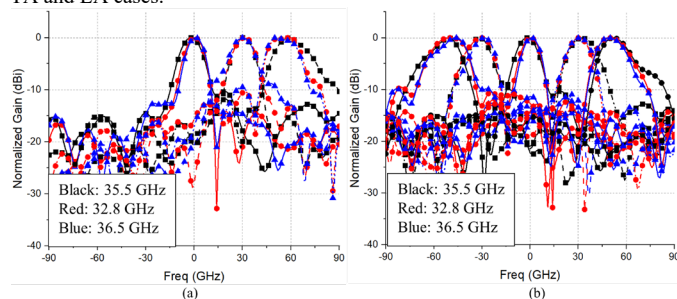 TA and LA cases.
0
-10
-20
-30
-40
Normalized Gain (dBi)
Black: 35.5 GHz
Red: 32.8 GHz
Blue: 36.5 GHz
-90 -60 -30 0 30 60 90
Freq (GHz)
(a)
0
-10
-20
-30
-40
Normalized Gain (dBi)
Black: 35.5 GHz
Red: 32.8 GHz
Blue: 36.5 GHz
-90 -60 -30 0 30 60 90
Freq (GHz)
(b)